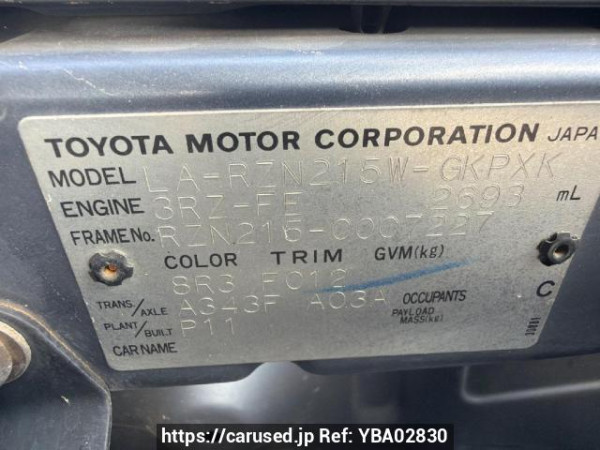 TOYOTA MOTOR CORPORATION JAPA
MODEL LA-RZN215W-GKPXK
ENGINE 3RZ-FE 2693 mL
FRAME No. RZN215-0007227
COLOR TRIM GVM(kg)
8R3 FC12
TRANS/AXLE A343F A03A OCCUPANTS C
PLANT/BUILT P11 PAYLOAD MASS(kg)
CAR NAME
https://carused.jp Ref: YBA02830